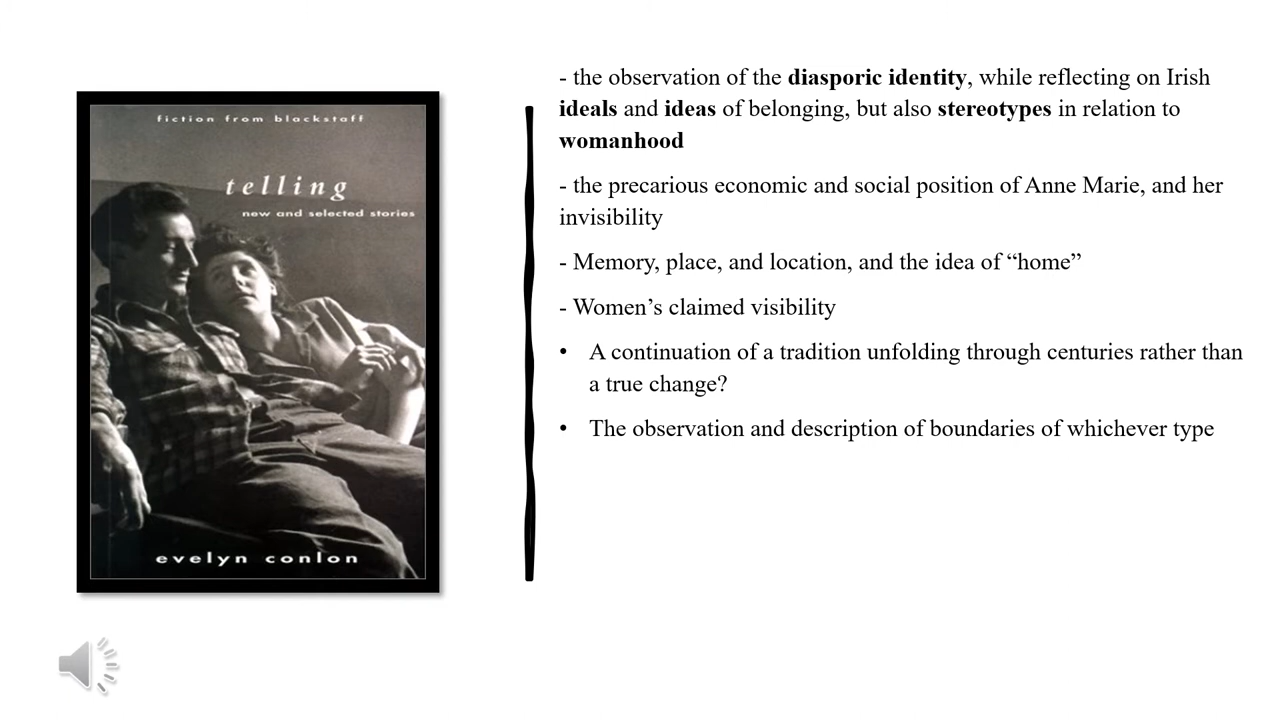 fiction from blackstaff
telling
new and selected stories
evelyn conlon
- the observation of the diasporic identity, while reflecting on Irish
ideals and ideas of belonging, but also stereotypes in relation to
womanhood
- the precarious economic and social position of Anne Marie, and her
invisibility
- Memory, place, and location, and the idea of “home”
- Women’s claimed visibility
• A continuation of a tradition unfolding through centuries rather than
a true change?
• The observation and description of boundaries of whichever type